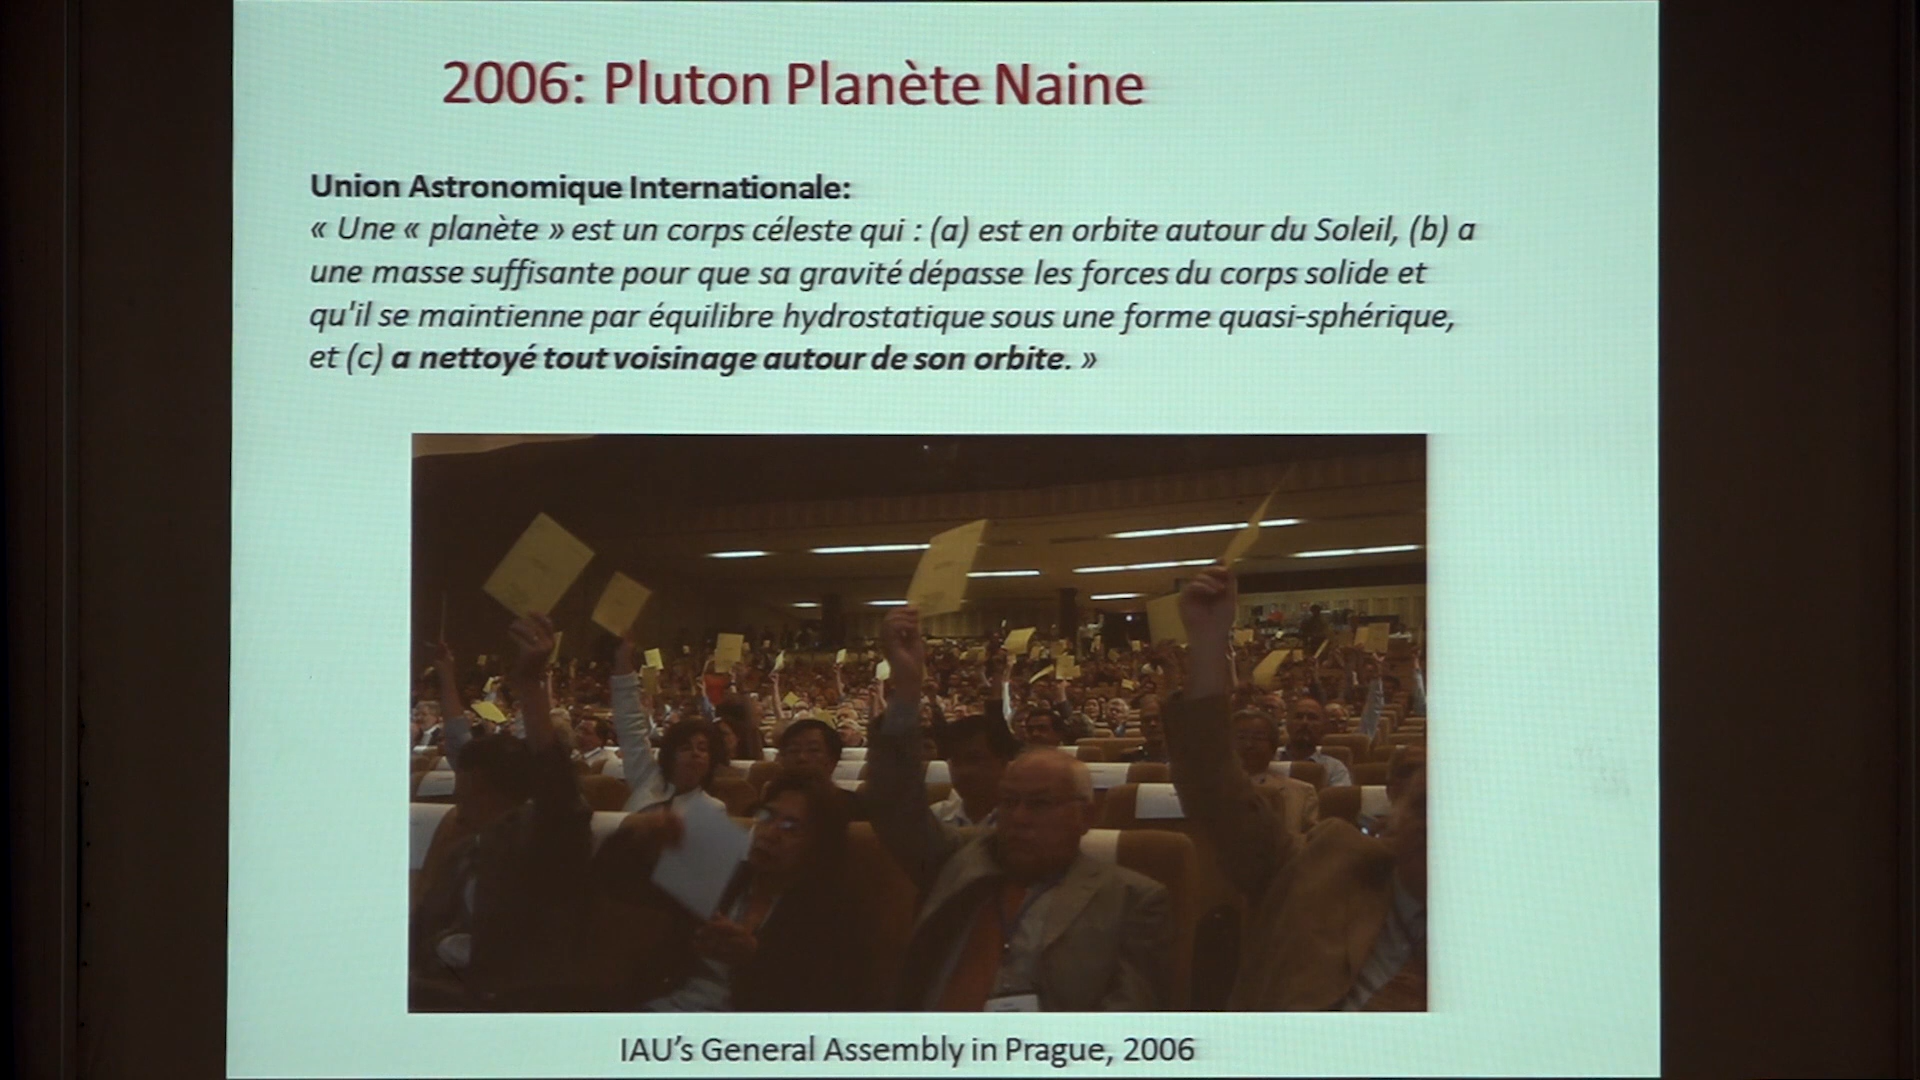 2006: Pluton Planète Naine
Union Astronomique Internationale:
« Une « planète » est un corps céleste qui : (a) est en orbite autour du Soleil, (b) a
une masse suffisante pour que sa gravité dépasse les forces du corps solide et
qu'il se maintienne par équilibre hydrostatique sous une forme quasi-sphérique,
et (c) a nettoyé tout voisinage autour de son orbite. »
IAU's General Assembly in Prague, 2006